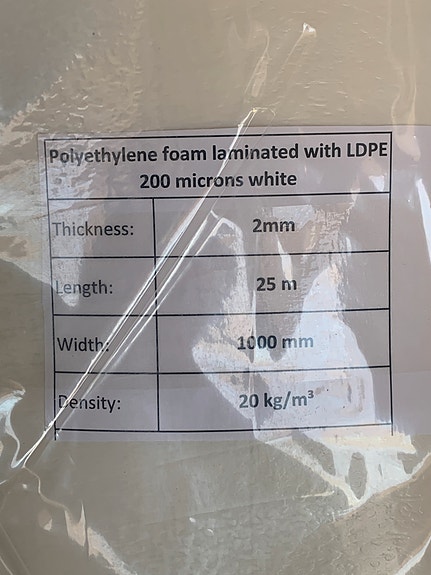 Polyethylene foam laminated with LDPE
200 microns white
Thickness: 2mm
Length: 25 m
Width: 1000 mm
Density: 20 kg/m³